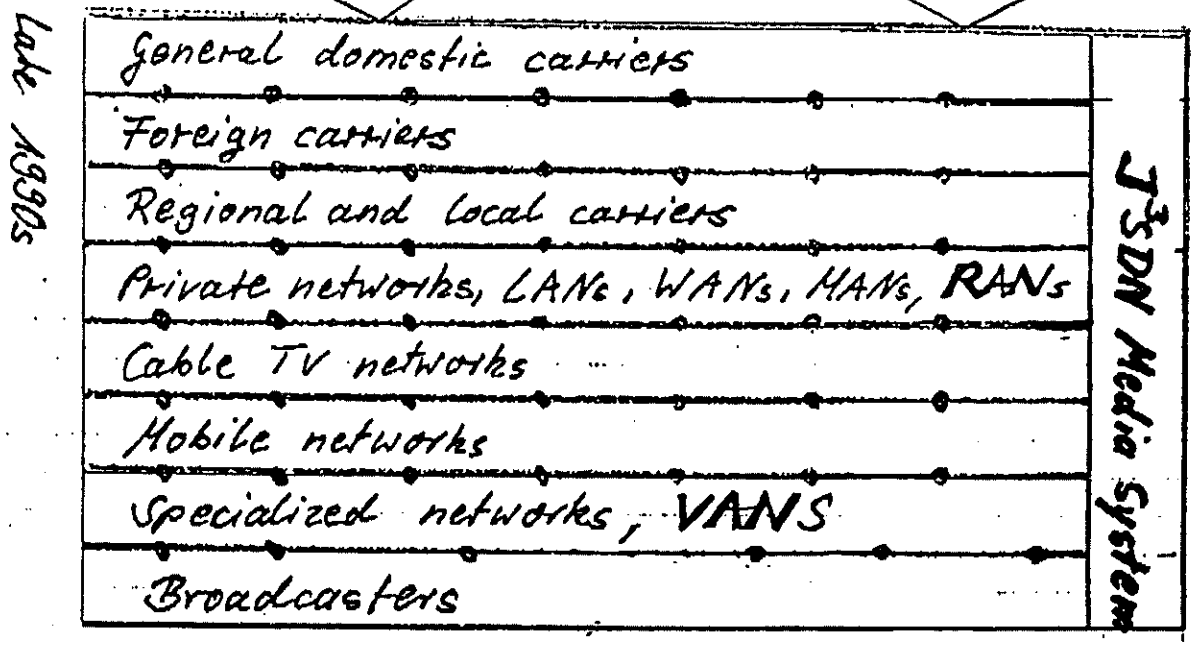 Late 1990s
General domestic carriers
Foreign carriers
Regional and local carriers
Private networks, LANs, WANs, MANs, RANs
Cable TV networks ...
Mobile networks
Specialized networks, VANS
Broadcasters
J³SDN Media System